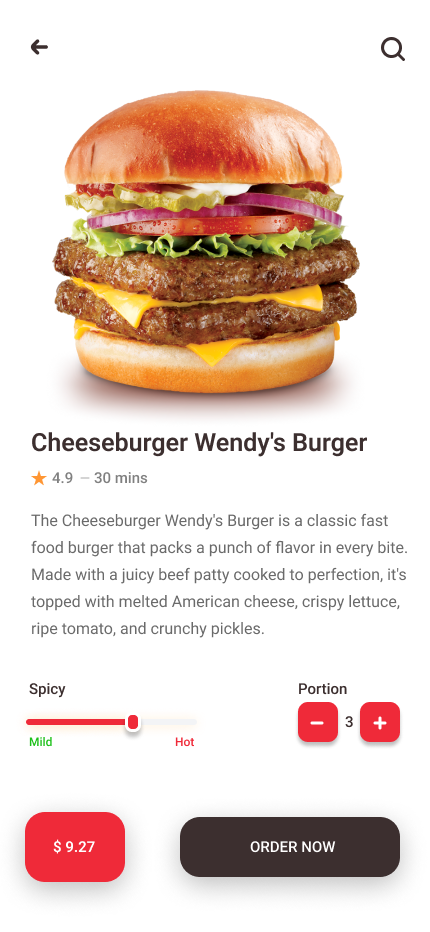 Cheeseburger Wendy's Burger
4.9 – 30 mins
The Cheeseburger Wendy's Burger is a classic fast
food burger that packs a punch of flavor in every bite.
Made with a juicy beef patty cooked to perfection, it's
topped with melted American cheese, crispy lettuce,
ripe tomato, and crunchy pickles.
Spicy
Portion
3
Mild
Hot
$ 9.27
ORDER NOW